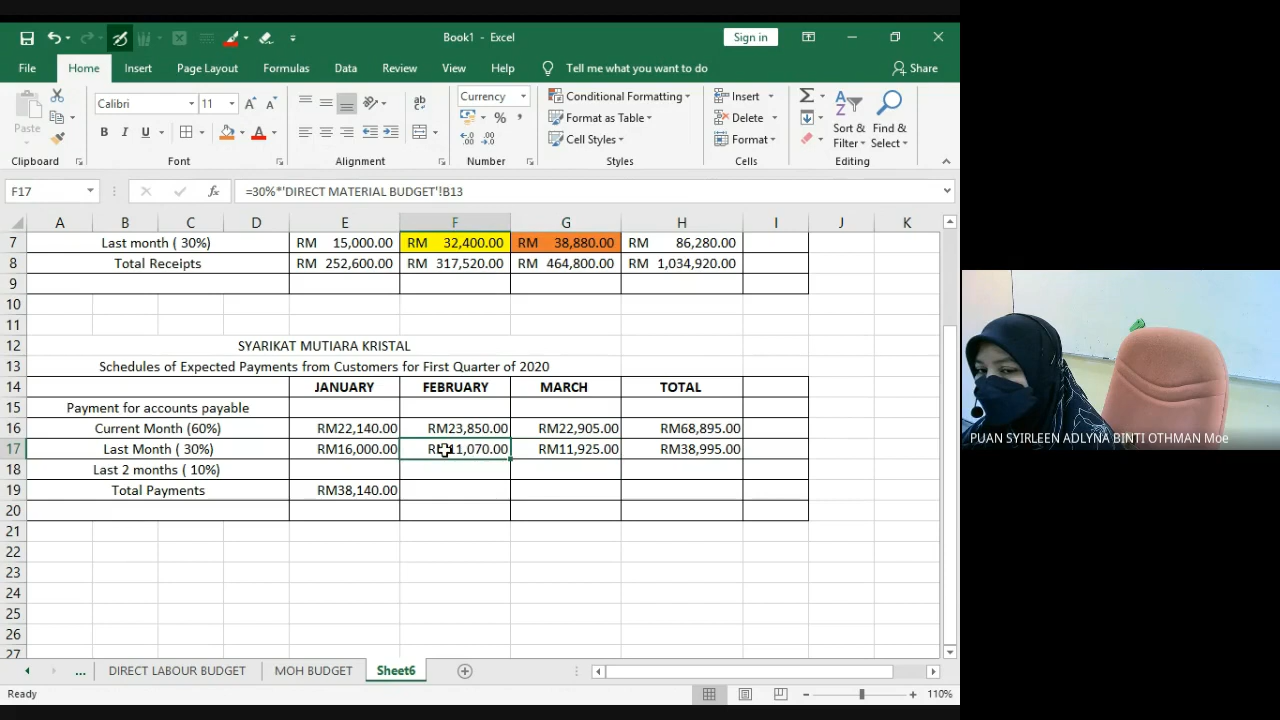 Book1 - Excel
Sign in
File Home Insert Page Layout Formulas Data Review View Help Tell me what you want to do Share
Paste
Calibri 11
B I U A
ab
Currency
% ,
Conditional Formatting
Format as Table
Cell Styles
Insert
Delete
Format
Sort & Filter
Find & Select
Clipboard Font Alignment Number Styles Cells Editing
F17 fx =30%*'DIRECT MATERIAL BUDGET'!B13
A B C D E F G H I J K
7 Last month ( 30%) RM 15,000.00 RM 32,400.00 RM 38,880.00 RM 86,280.00
8 Total Receipts RM 252,600.00 RM 317,520.00 RM 464,800.00 RM 1,034,920.00
9
10
11
12 SYARIKAT MUTIARA KRISTAL
13 Schedules of Expected Payments from Customers for First Quarter of 2020
14 JANUARY FEBRUARY MARCH TOTAL
15 Payment for accounts payable
16 Current Month (60%) RM22,140.00 RM23,850.00 RM22,905.00 RM68,895.00
17 Last Month ( 30%) RM16,000.00 RM11,070.00 RM11,925.00 RM38,995.00
18 Last 2 months ( 10%)
19 Total Payments RM38,140.00
20
21
22
23
24
25
26
27
... DIRECT LABOUR BUDGET MOH BUDGET Sheet6
Ready 110%
PUAN SYIRLEEN ADLYNA BINTI OTHMAN Moe